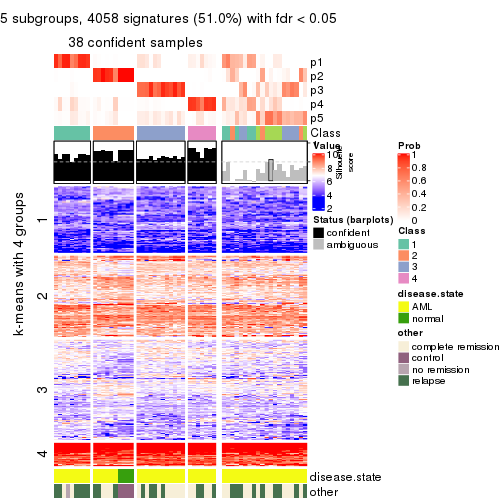 5 subgroups, 4058 signatures (51.0%) with fdr < 0.05
38 confident samples
p1
p2
p3
p4
p5
Class
k-means with 4 groups
1
2
3
4
Value
10
8
6
4
2
Silhouette
score
Status (barplots)
confident
ambiguous
Prob
1
0.8
0.6
0.4
0.2
0
Class
1
2
3
4
disease.state
AML
normal
other
complete remission
control
no remission
relapse
disease.state
other